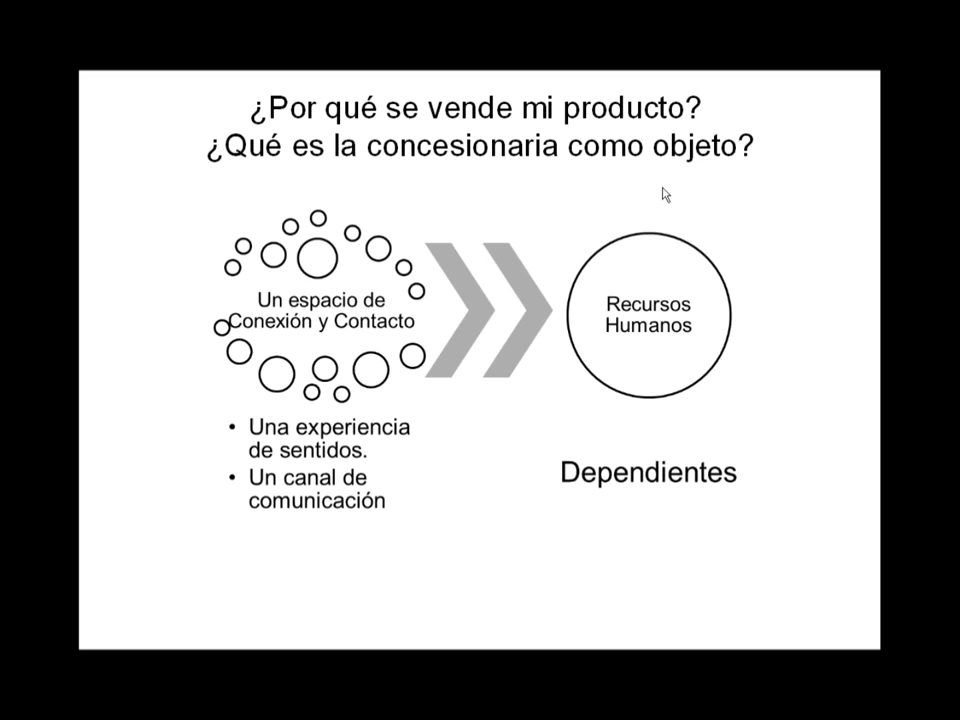 ¿Por qué se vende mi producto?
¿Qué es la concesionaria como objeto?
Un espacio de
Conexión y Contacto
• Una experiencia
de sentidos.
• Un canal de
comunicación
Recursos
Humanos
Dependientes